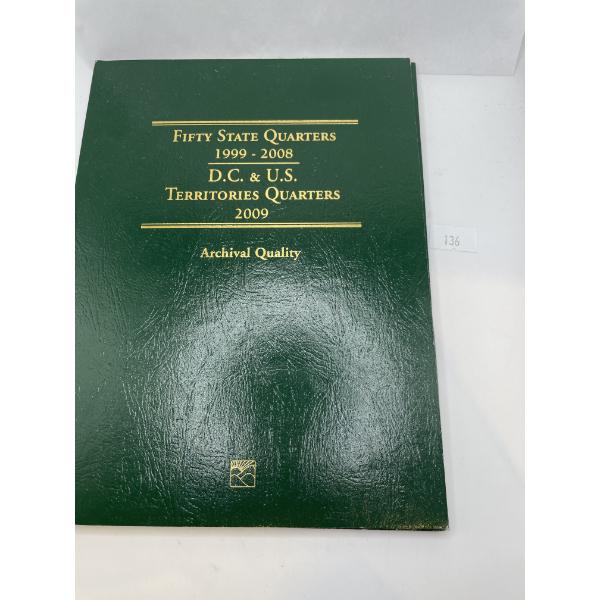 FIFTY STATE QUARTERS
1999 - 2008
D.C. & U.S.
TERRITORIES QUARTERS
2009
Archival Quality
136